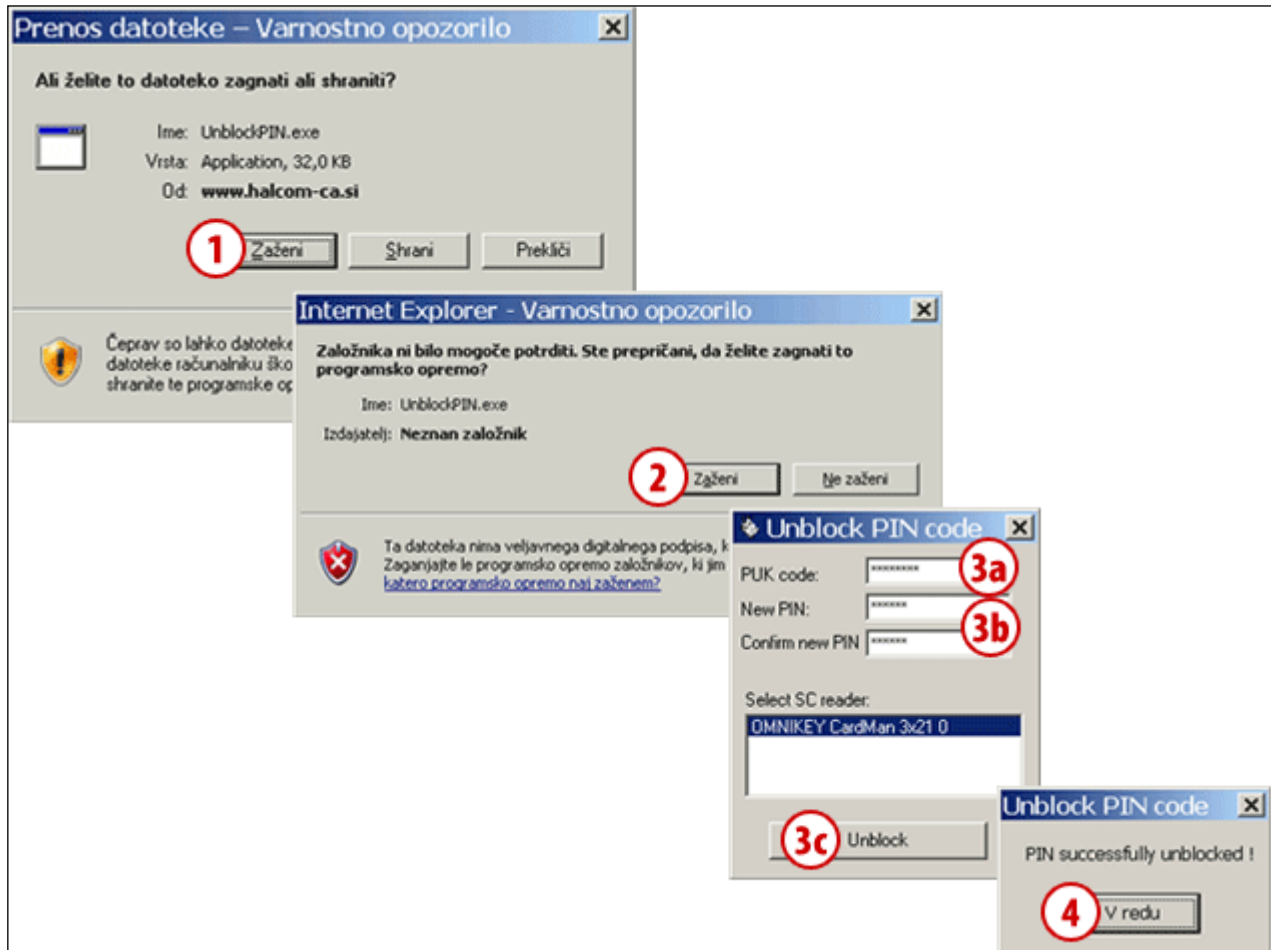 Prenos datoteke – Varnostno opozorilo
Ali želite to datoteko zagnati ali shraniti?
Ime: UnblockPIN.exe
Vrsta: Application, 32,0 KB
Od: www.halcom-ca.si
1 Zaženi Shrani Prekliči
Čeprav so lahko datoteke
datoteke računalniku ško
shranite te programske op
Internet Explorer - Varnostno opozorilo
Založnika ni bilo mogoče potrditi. Ste prepričani, da želite zagnati to
programsko opremo?
Ime: UnblockPIN.exe
Izdajatelj: Neznan založnik
2 Zaženi Ne zaženi
Ta datoteka nima veljavnega digitalnega podpisa, k
Zaganjajte le programsko opremo založnikov, ki jim
katero programsko opremo naj zaženem?
Unblock PIN code
PUK code: ******** 3a
New PIN: ****** 3b
Confirm new PIN ******
Select SC reader:
OMNIKEY CardMan 3x21 0
3c Unblock
Unblock PIN code
PIN successfully unblocked !
4 V redu